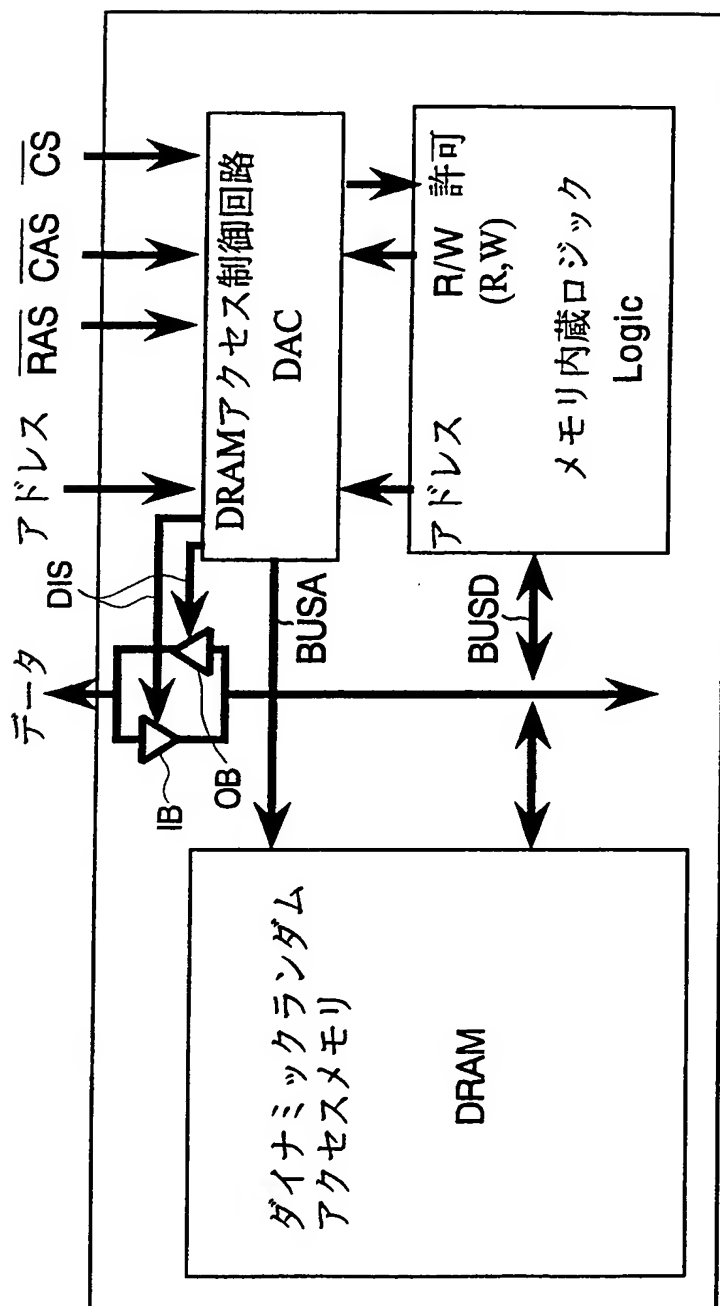 データ
アドレス
RAS
CAS
CS
DIS
IB
OB
DRAMアクセス制御回路
DAC
BUSA
アドレス
R/W
(R,W)
許可
メモリ内蔵ロジック
Logic
BUSD
ダイナミックランダム
アクセスメモリ
DRAM